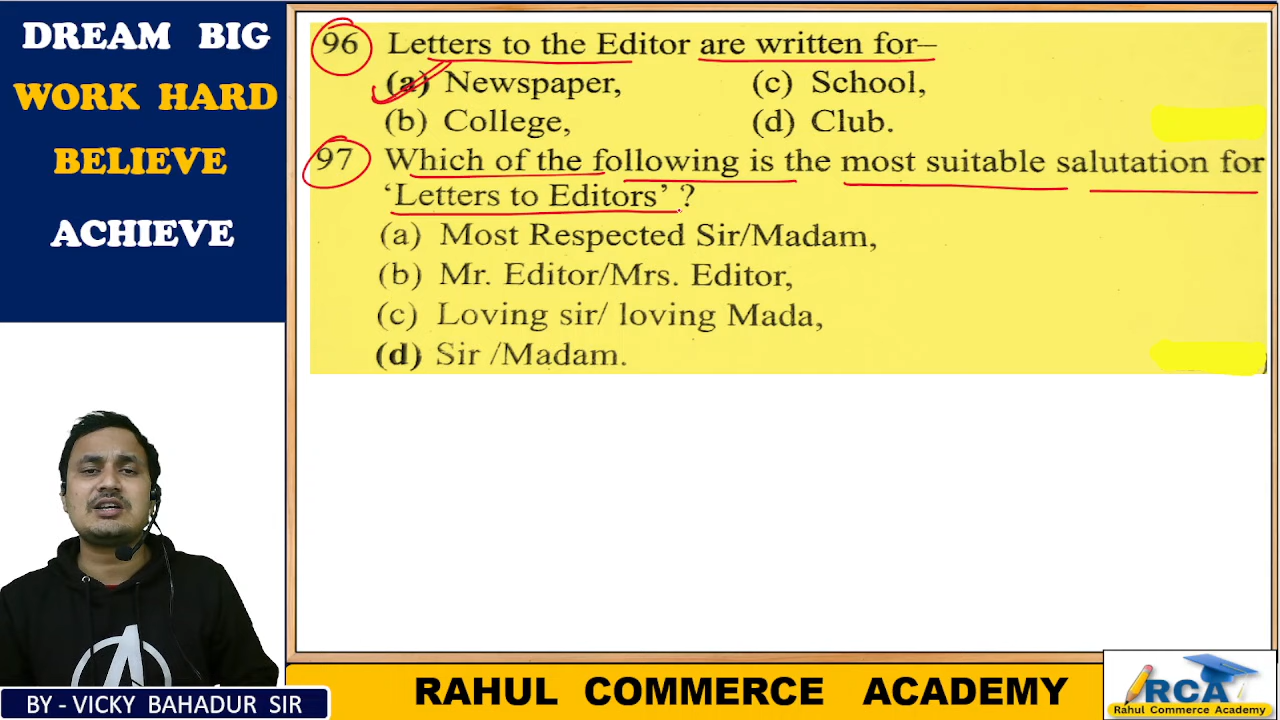 DREAM BIG
WORK HARD
BELIEVE
ACHIEVE
96 Letters to the Editor are written for–
(a) Newspaper, (c) School,
(b) College, (d) Club.
97 Which of the following is the most suitable salutation for
‘Letters to Editors’ ?
(a) Most Respected Sir/Madam,
(b) Mr. Editor/Mrs. Editor,
(c) Loving sir/ loving Mada,
(d) Sir /Madam.
BY - VICKY BAHADUR SIR
RAHUL COMMERCE ACADEMY
RCA
Rahul Commerce Academy